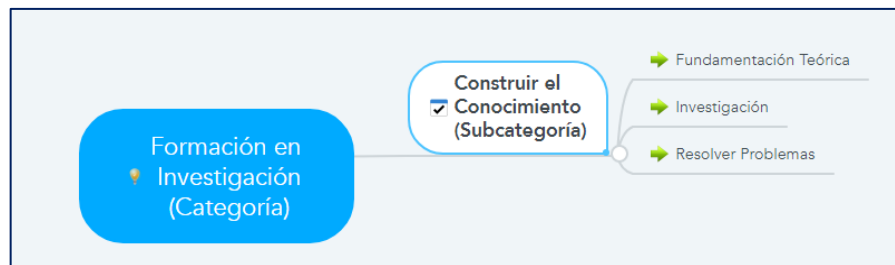 Formación en
Investigación
(Categoría)
Construir el
Conocimiento
(Subcategoría)
Fundamentación Teórica
Investigación
Resolver Problemas